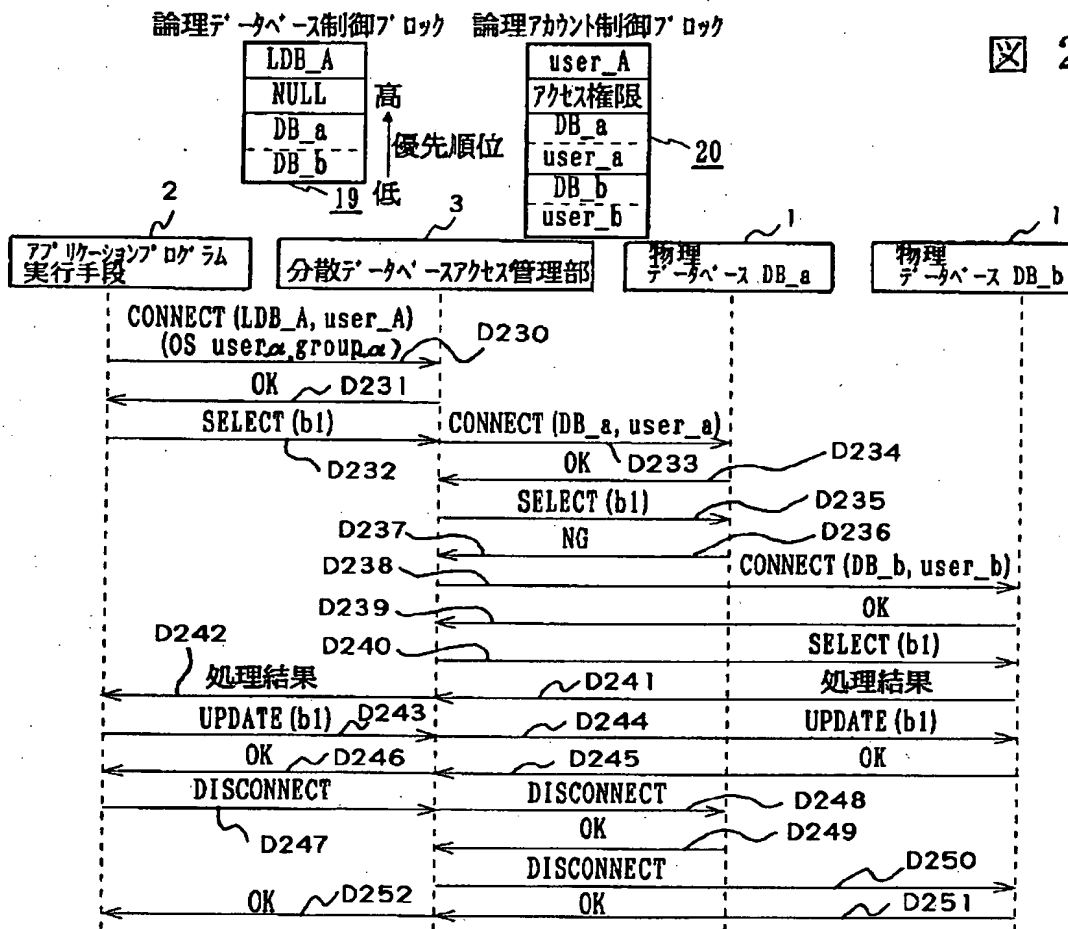 論理データベース制御ブロック 論理アカウント制御ブロック
図 2
LDB_A
NULL
DB_a
DB_b
高
優先順位
低
19
user_A
アクセス権限
DB_a
user_a
DB_b
user_b
20
2
3
1
1
アプリケーションプログラム
実行手段
分散データベースアクセス管理部
物理
データベース DB_a
物理
データベース DB_b
CONNECT (LDB_A, user_A)
(OS userα, groupα)
D230
OK
D231
SELECT (b1)
D232
CONNECT (DB_a, user_a)
D233
OK
D234
SELECT (b1)
D235
D237
NG
D236
D238
CONNECT (DB_b, user_b)
D239
OK
D240
SELECT (b1)
D242
処理結果
D241
処理結果
UPDATE (b1)
D243
D244
UPDATE (b1)
OK
D246
D245
OK
DISCONNECT
D247
DISCONNECT
D248
OK
D249
DISCONNECT
D250
OK
D252
OK
D251